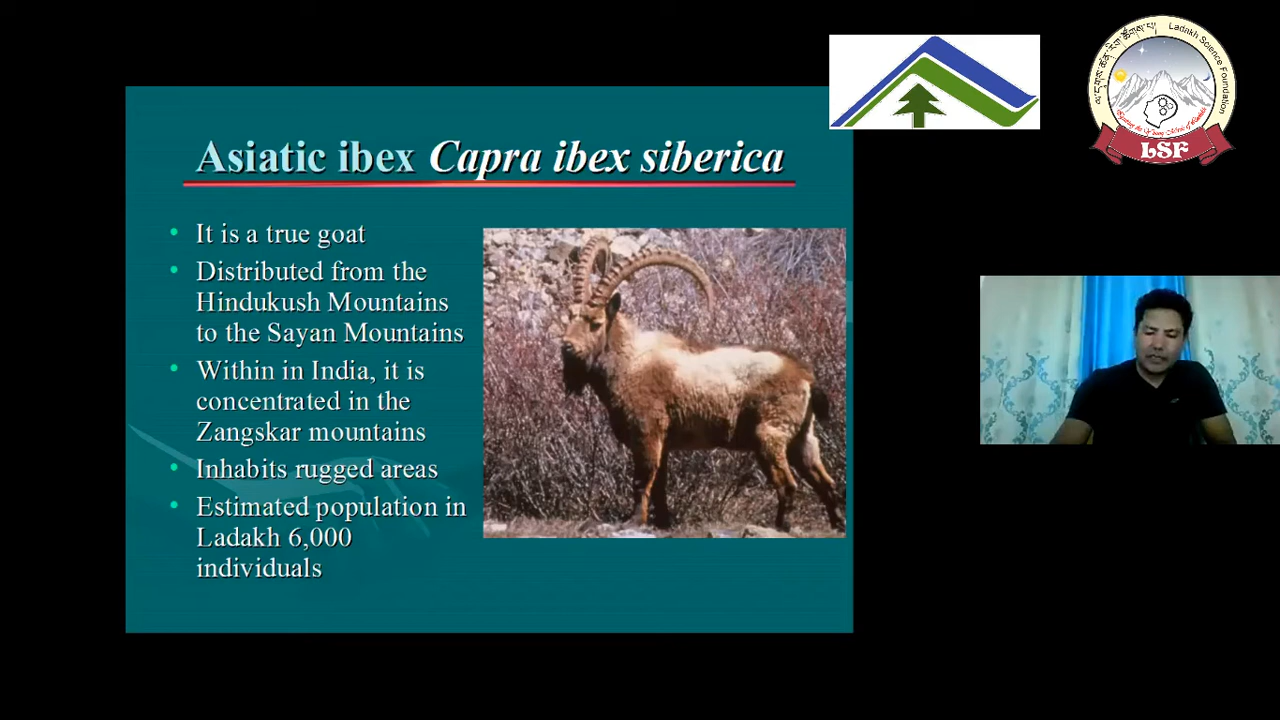 Asiatic ibex Capra ibex siberica
• It is a true goat
• Distributed from the
Hindukush Mountains
to the Sayan Mountains
• Within in India, it is
concentrated in the
Zangskar mountains
• Inhabits rugged areas
• Estimated population in
Ladakh 6,000
individuals
Ladakh Science Foundation
LSF